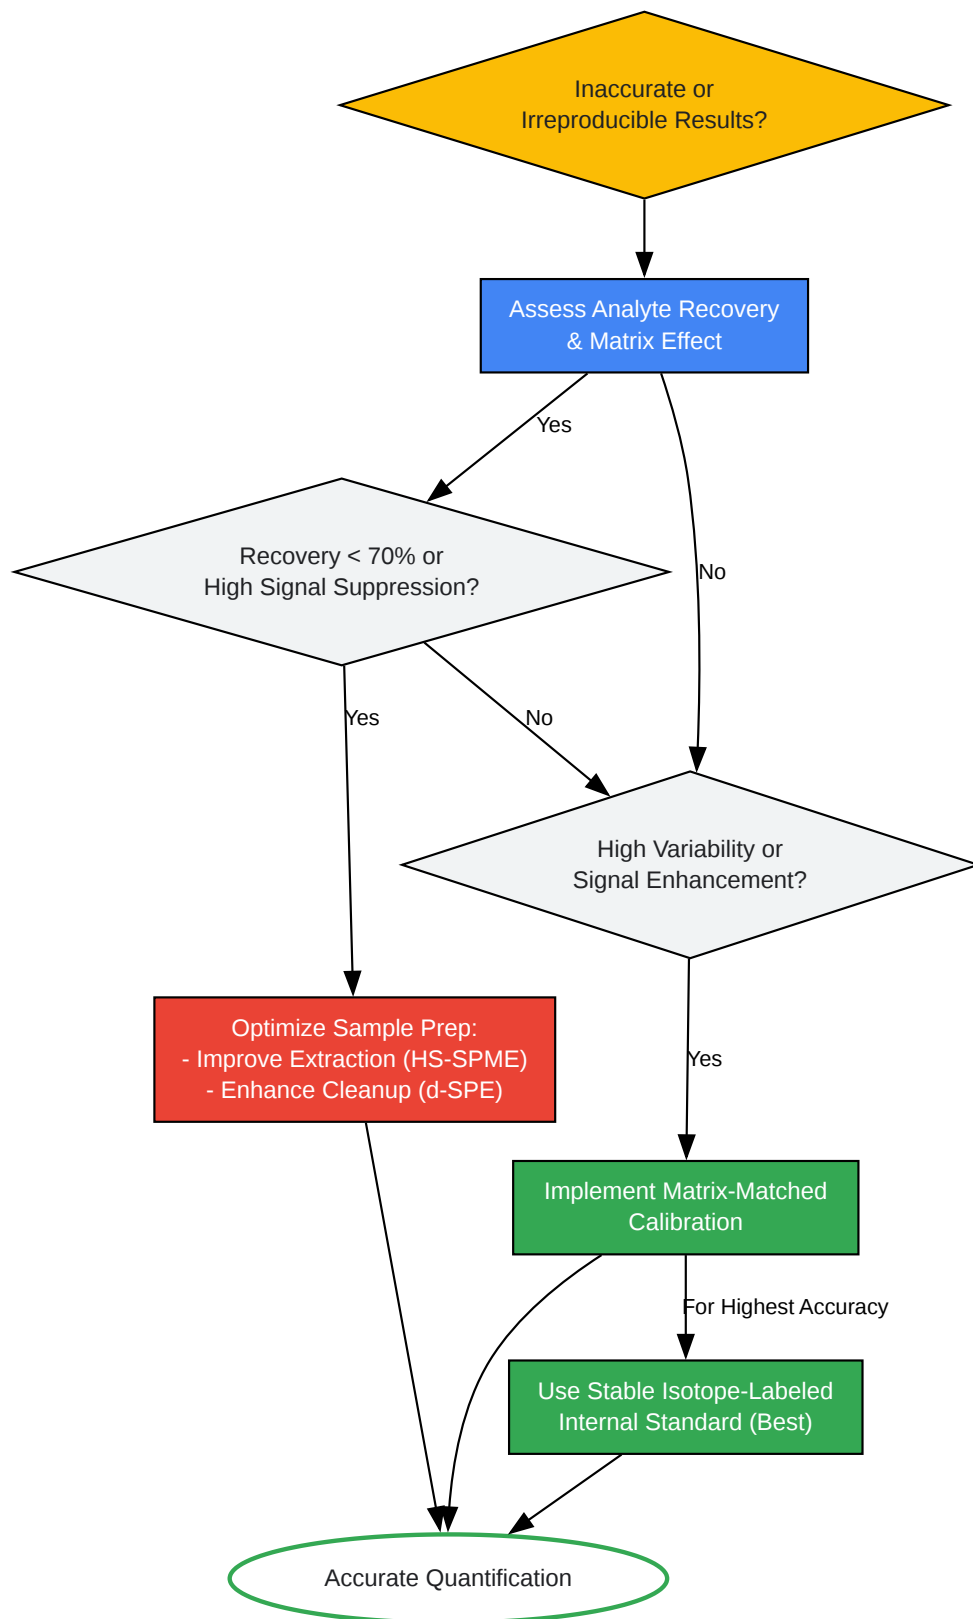 Inaccurate or
Irreproducible Results?
Assess Analyte Recovery
& Matrix Effect
Yes
Recovery < 70% or
High Signal Suppression?
No
Yes
No
High Variability or
Signal Enhancement?
Optimize Sample Prep:
- Improve Extraction (HS-SPME)
- Enhance Cleanup (d-SPE)
Yes
Implement Matrix-Matched
Calibration
For Highest Accuracy
Use Stable Isotope-Labeled
Internal Standard (Best)
Accurate Quantification